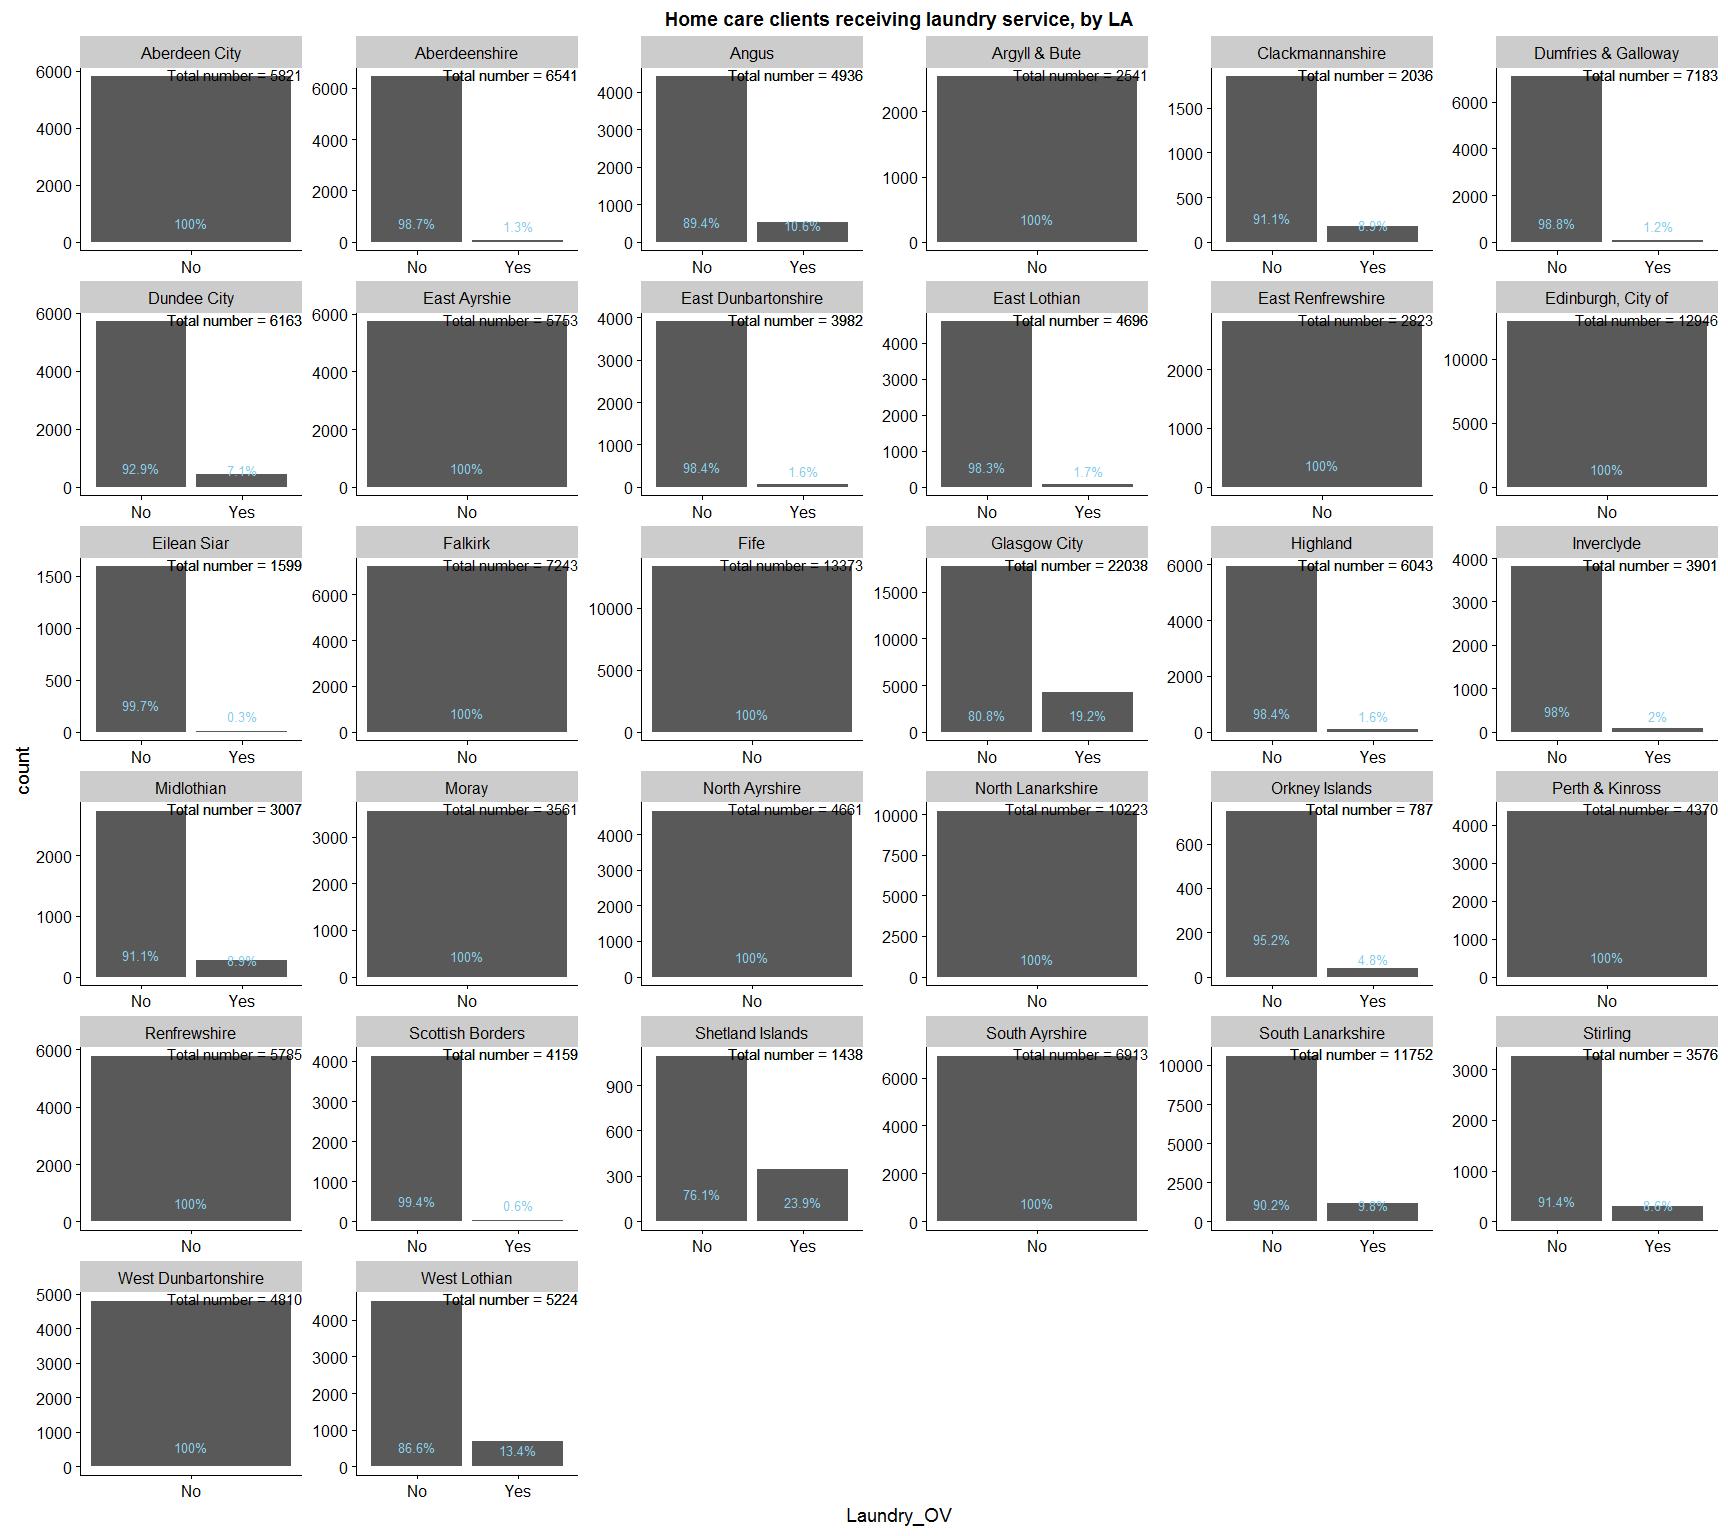 Home care clients receiving laundry service, by LA
Aberdeen City
Total number = 5821
6000
4000
2000
0
100%
No
Aberdeenshire
Total number = 6541
6000
4000
2000
0
98.7%
1.3%
No
Yes
Angus
Total number = 4936
4000
3000
2000
1000
0
89.4%
10.6%
No
Yes
Argyll & Bute
Total number = 2541
2000
1000
0
100%
No
Clackmannanshire
Total number = 2036
1500
1000
500
0
91.1%
8.9%
No
Yes
Dumfries & Galloway
Total number = 7183
6000
4000
2000
0
98.8%
1.2%
No
Yes
Dundee City
Total number = 6163
6000
4000
2000
0
92.9%
7.1%
No
Yes
East Ayrshie
Total number = 5753
6000
4000
2000
0
100%
No
East Dunbartonshire
Total number = 3982
4000
3000
2000
1000
0
98.4%
1.6%
No
Yes
East Lothian
Total number = 4696
4000
3000
2000
1000
0
98.3%
1.7%
No
Yes
East Renfrewshire
Total number = 2823
2000
1000
0
100%
No
Edinburgh, City of
Total number = 12946
10000
5000
0
100%
No
Eilean Siar
Total number = 1599
1500
1000
500
0
99.7%
0.3%
No
Yes
Falkirk
Total number = 7243
6000
4000
2000
0
100%
No
Fife
Total number = 13373
10000
5000
0
100%
No
Glasgow City
Total number = 22038
15000
10000
5000
0
80.8%
19.2%
No
Yes
Highland
Total number = 6043
6000
4000
2000
0
98.4%
1.6%
No
Yes
Inverclyde
Total number = 3901
4000
3000
2000
1000
0
98%
2%
No
Yes
count
Midlothian
Total number = 3007
2000
1000
0
91.1%
8.9%
No
Yes
Moray
Total number = 3561
3000
2000
1000
0
100%
No
North Ayrshire
Total number = 4661
4000
3000
2000
1000
0
100%
No
North Lanarkshire
Total number = 10223
10000
7500
5000
2500
0
100%
No
Orkney Islands
Total number = 787
600
400
200
0
95.2%
4.8%
No
Yes
Perth & Kinross
Total number = 4370
4000
3000
2000
1000
0
100%
No
Renfrewshire
Total number = 5785
6000
4000
2000
0
100%
No
Scottish Borders
Total number = 4159
4000
3000
2000
1000
0
99.4%
0.6%
No
Yes
Shetland Islands
Total number = 1438
900
600
300
0
76.1%
23.9%
No
Yes
South Ayrshire
Total number = 6913
6000
4000
2000
0
100%
No
South Lanarkshire
Total number = 11752
10000
7500
5000
2500
0
90.2%
9.8%
No
Yes
Stirling
Total number = 3576
3000
2000
1000
0
91.4%
8.6%
No
Yes
West Dunbartonshire
Total number = 4810
5000
4000
3000
2000
1000
0
100%
No
West Lothian
Total number = 5224
4000
3000
2000
1000
0
86.6%
13.4%
No
Yes
Laundry_OV